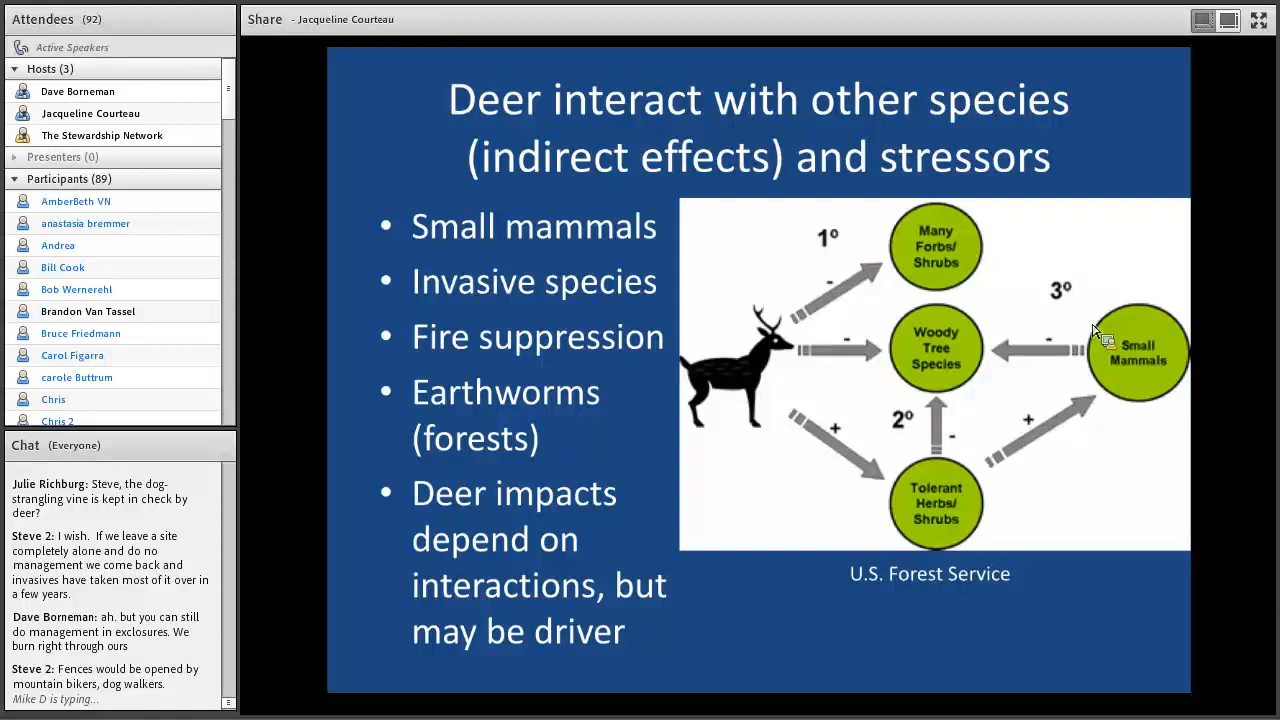 Attendees (92)
Active Speakers
Hosts (3)
Dave Borneman
Jacqueline Courteau
The Stewardship Network
Presenters (0)
Participants (89)
AmberBeth VN
anastasia bremmer
Andrea
Bill Cook
Bob Wernerehl
Brandon Van Tassel
Bruce Friedmann
Carol Figarra
carole Buttrum
Chris
Chris 2
Chat (Everyone)
Julie Richburg: Steve, the dog-
strangling vine is kept in check by
deer?
Steve 2: I wish. If we leave a site
completely alone and do no
management we come back and
invasives have taken most of it over in
a few years.
Dave Borneman: ah. but you can still
do management in exclosures. We
burn right through ours
Steve 2: Fences would be opened by
mountain bikers, dog walkers.
Mike D is typing...
Share - Jacqueline Courteau
Deer interact with other species
(indirect effects) and stressors
• Small mammals
• Invasive species
• Fire suppression
• Earthworms
(forests)
• Deer impacts
depend on
interactions, but
may be driver
1º
-
Many
Forbs/
Shrubs
3º
-
Woody
Tree
Species
-
Small
Mammals
+
2º
-
+
Tolerant
Herbs/
Shrubs
U.S. Forest Service